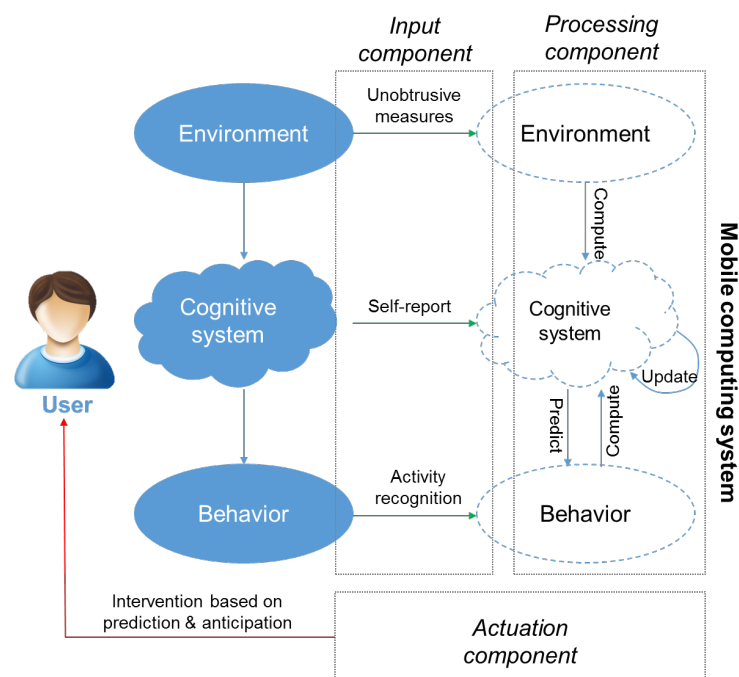 Input
component
Processing
component
Unobtrusive
measures
Environment
Environment
Compute
Cognitive
system
Self-report
Cognitive
system
Update
User
Predict
Compute
Activity
recognition
Behavior
Behavior
Mobile computing system
Intervention based on
prediction & anticipation
Actuation
component